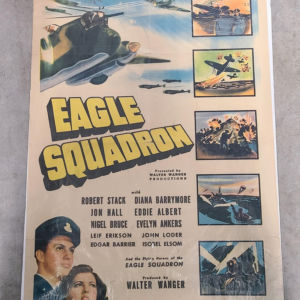 EAGLE
SQUADRON
Presented by
WALTER WANGER
PRODUCTIONS
with
ROBERT STACK DIANA BARRYMORE
JON HALL EDDIE ALBERT
NIGEL BRUCE EVELYN ANKERS
LEIF ERIKSON JOHN LODER
EDGAR BARRIER ISOBEL ELSOM
And the Heroes of the
EAGLE SQUADRON
Produced by
WALTER WANGER